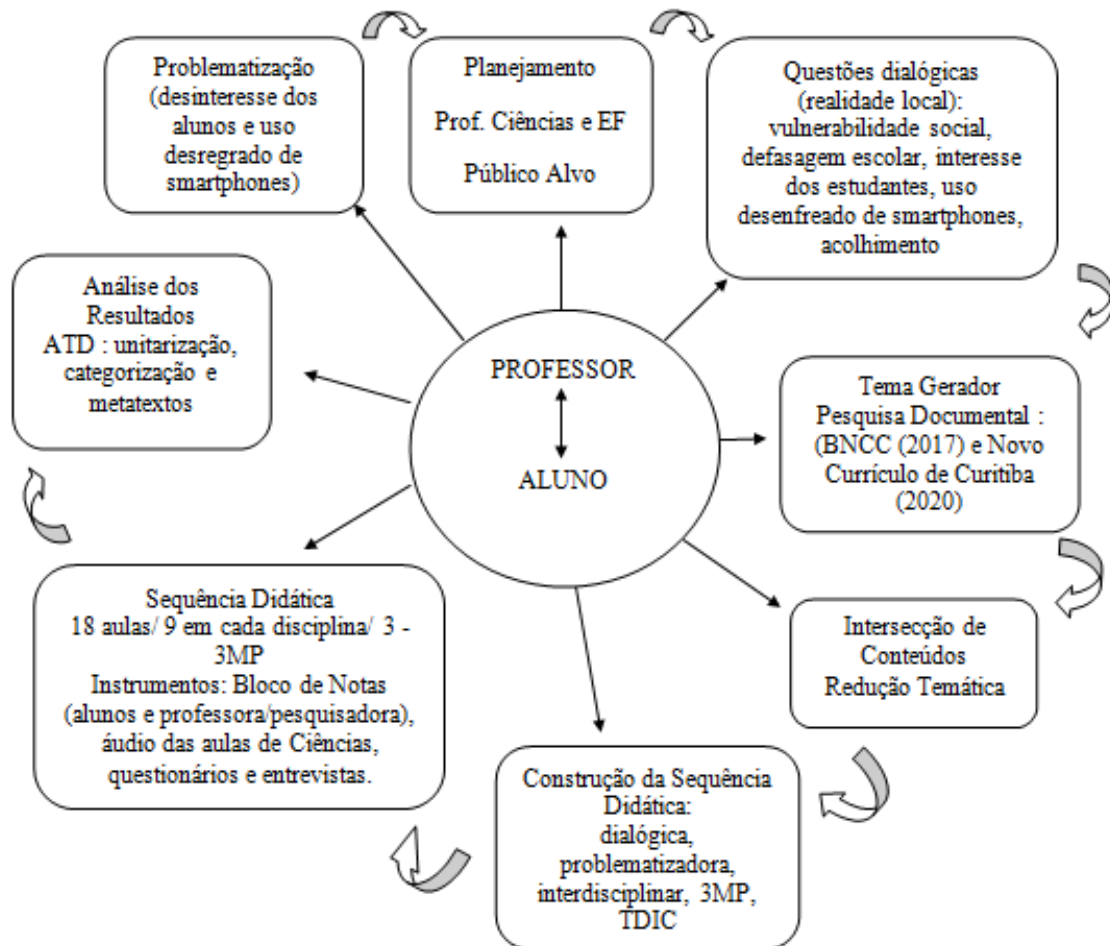 Problematização
(desinteresse dos
alunos e uso
desregrado de
smartphones)
Planejamento
Prof. Ciências e EF
Público Alvo
Questões dialógicas
(realidade local):
vulnerabilidade social,
defasagem escolar, interesse
dos estudantes, uso
desenfreado de smartphones,
acolhimento
Análise dos
Resultados
ATD : unitarização,
categorização e
metatextos
PROFESSOR
ALUNO
Tema Gerador
Pesquisa Documental :
(BNCC (2017) e Novo
Currículo de Curitiba
(2020)
Sequência Didática
18 aulas/ 9 em cada disciplina/ 3 -
3MP
Instrumentos: Bloco de Notas
(alunos e professora/pesquisadora),
áudio das aulas de Ciências,
questionários e entrevistas.
Intersecção de
Conteúdos
Redução Temática
Construção da Sequência
Didática:
dialógica,
problematizadora,
interdisciplinar, 3MP,
TDIC